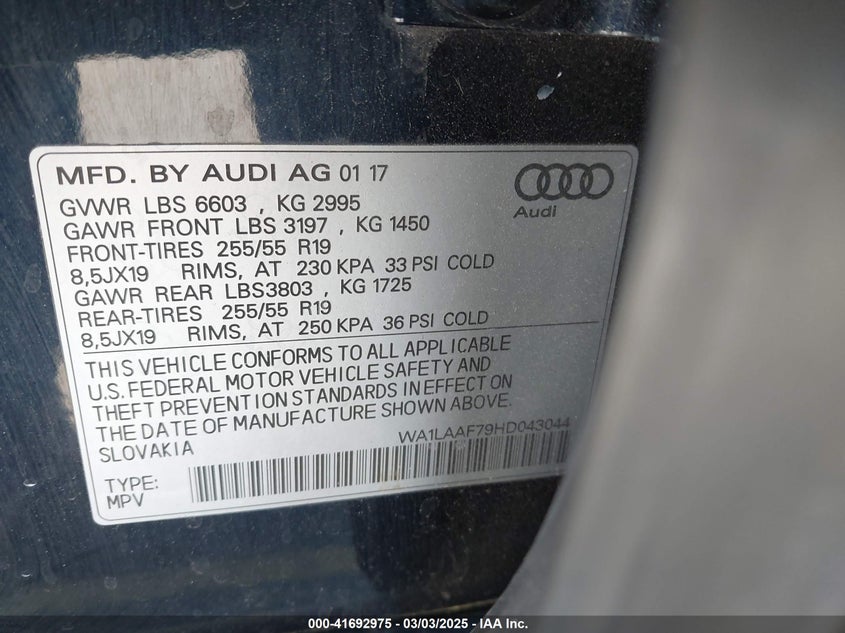 MFD. BY AUDI AG 01 17
Audi
GVWR LBS 6603 , KG 2995
GAWR FRONT LBS 3197 , KG 1450
FRONT-TIRES 255/55 R19
8,5JX19 RIMS, AT 230 KPA 33 PSI COLD
GAWR REAR LBS3803 , KG 1725
REAR-TIRES 255/55 R19
8,5JX19 RIMS, AT 250 KPA 36 PSI COLD
THIS VEHICLE CONFORMS TO ALL APPLICABLE
U.S. FEDERAL MOTOR VEHICLE SAFETY AND
THEFT PREVENTION STANDARDS IN EFFECT ON
THE DATE OF MANUFACTURE SHOWN ABOVE.
SLOVAKIA
WA1LAAF79HD043044
TYPE:
MPV
000-41692975 - 03/03/2025 - IAA Inc.